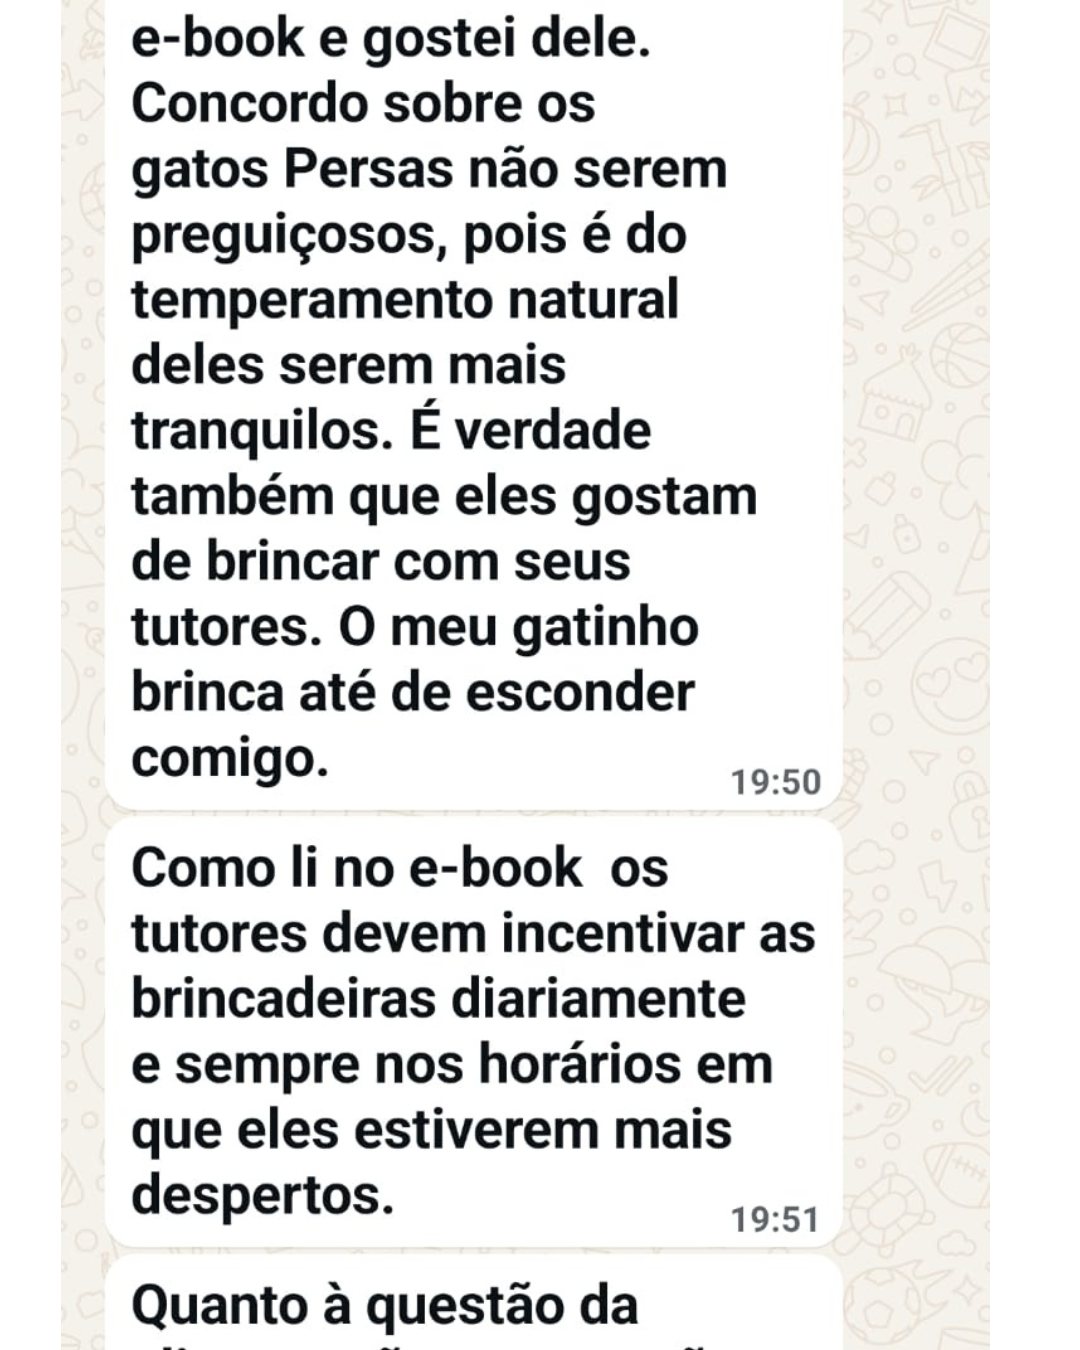 e-book e gostei dele.
Concordo sobre os
gatos Persas não serem
preguiçosos, pois é do
temperamento natural
deles serem mais
tranquilos. É verdade
também que eles gostam
de brincar com seus
tutores. O meu gatinho
brinca até de esconder
comigo.
19:50
Como li no e-book  os
tutores devem incentivar as
brincadeiras diariamente
e sempre nos horários em
que eles estiverem mais
despertos.
19:51
Quanto à questão da